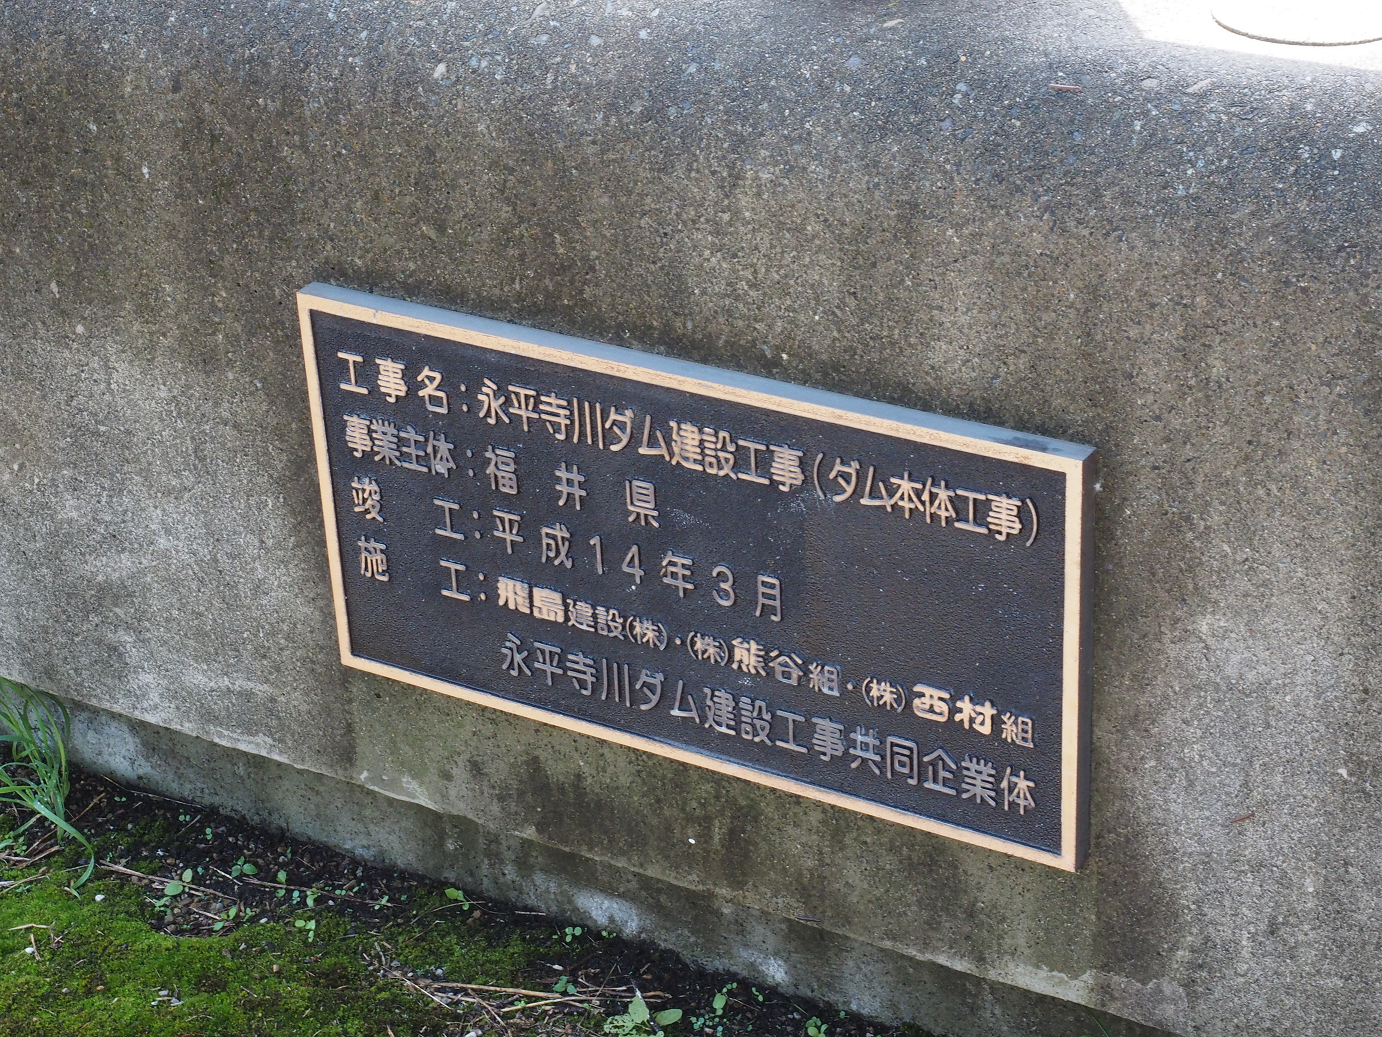 工事名：永平寺川ダム建設工事（ダム本体工事）
事業主体：福井県
竣工：平成14年3月
施工：飛島建設（株）・（株）熊谷組・（株）西村組
永平寺川ダム建設工事共同企業体